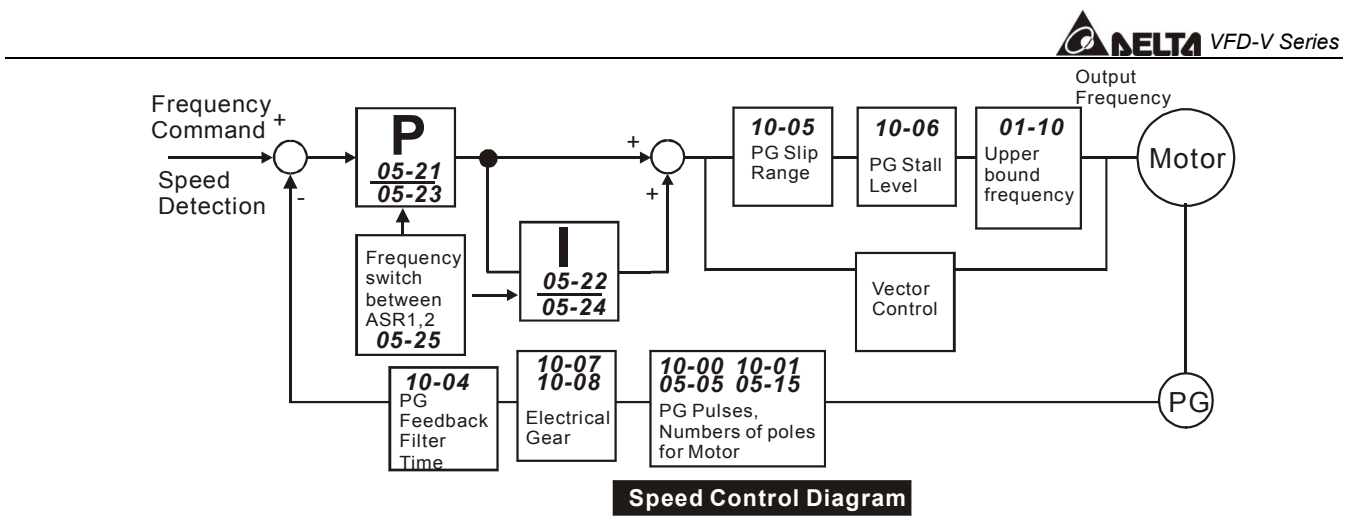 DELTA VFD-V Series
Output
Frequency
Frequency
Command
+
Speed
Detection
-
P
05-21
05-23
+
+
10-05
PG Slip
Range
10-06
PG Stall
Level
01-10
Upper
bound
frequency
Motor
Frequency
switch
between
ASR1,2
05-25
I
05-22
05-24
Vector
Control
10-04
PG
Feedback
Filter
Time
10-07
10-08
Electrical
Gear
10-00 10-01
05-05 05-15
PG Pulses,
Numbers of poles
for Motor
PG
Speed Control Diagram